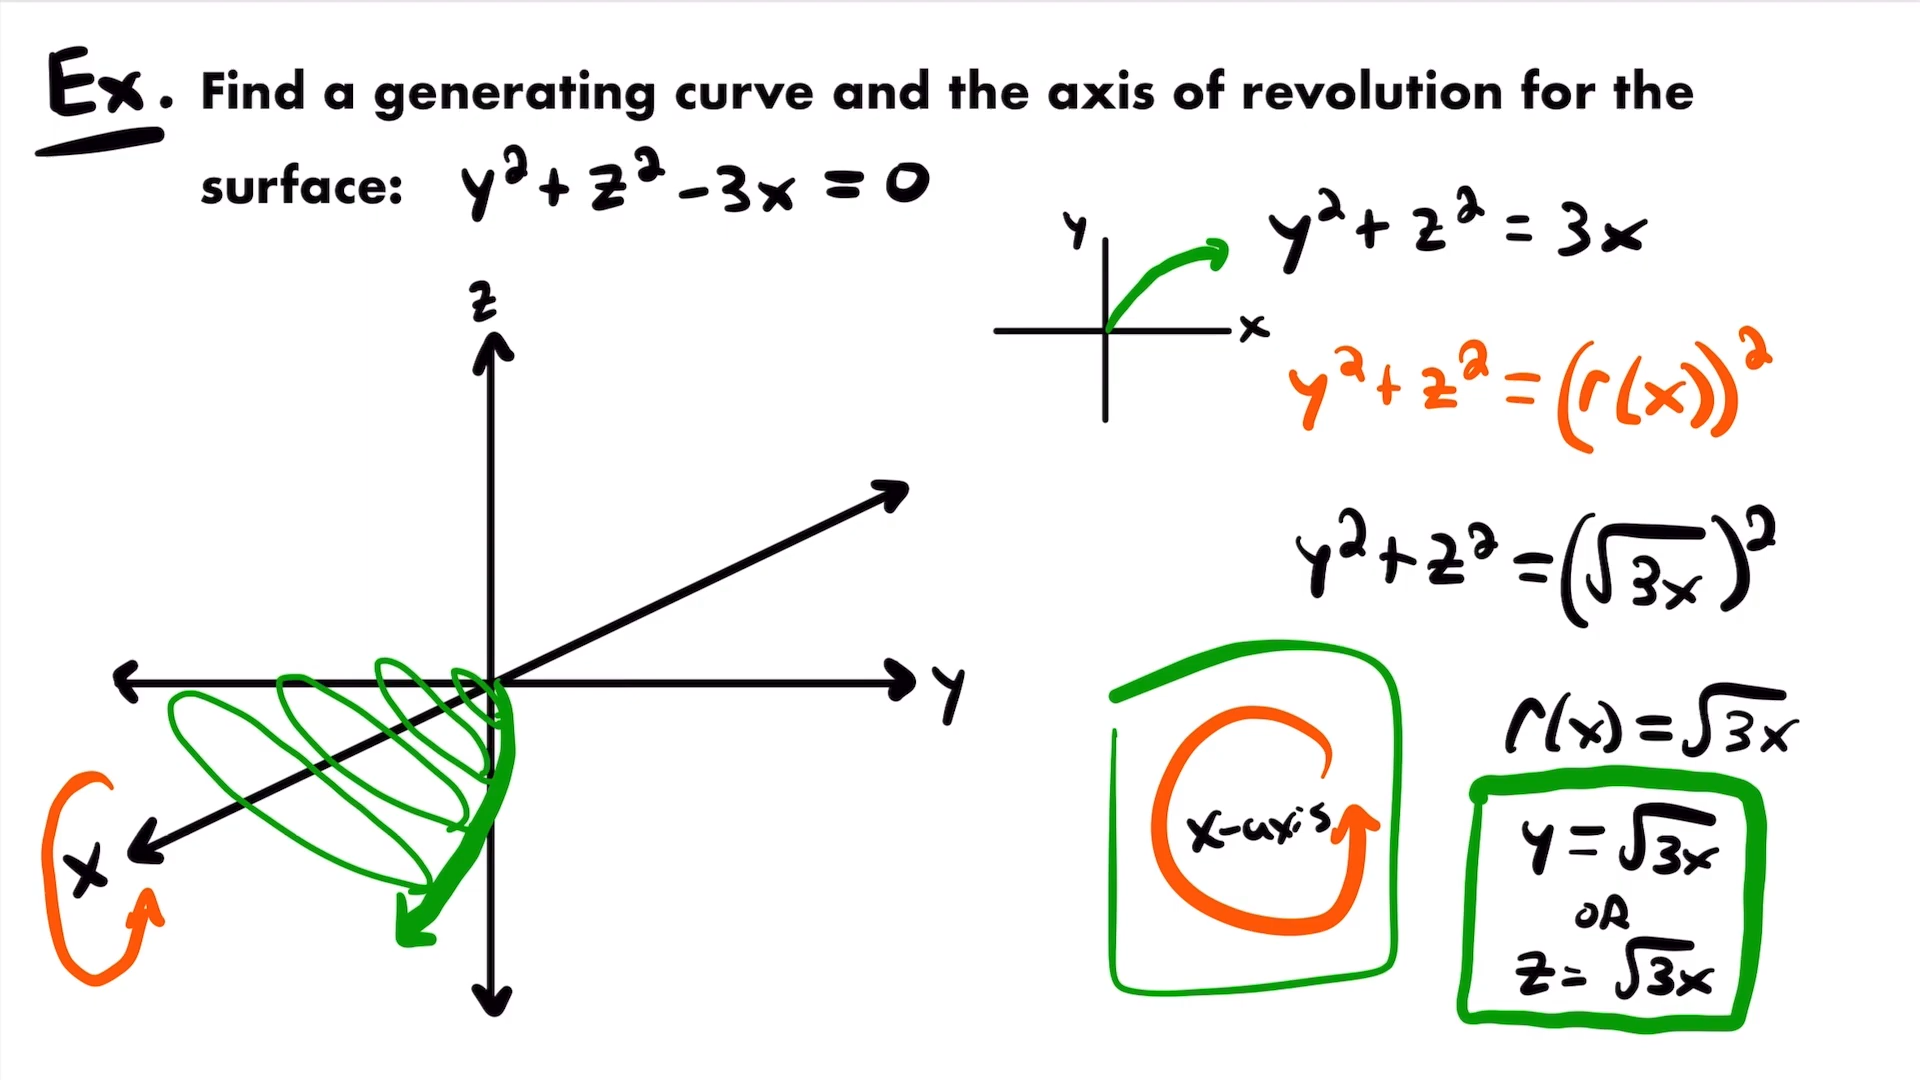 Ex. Find a generating curve and the axis of revolution for the
surface: y² + z² - 3x = 0
y² + z² = 3x
y
x
y² + z² = (r(x))²
z
y² + z² = (√3x)²
y
x
r(x) = √3x
x-axis
y = √3x
OR
z = √3x